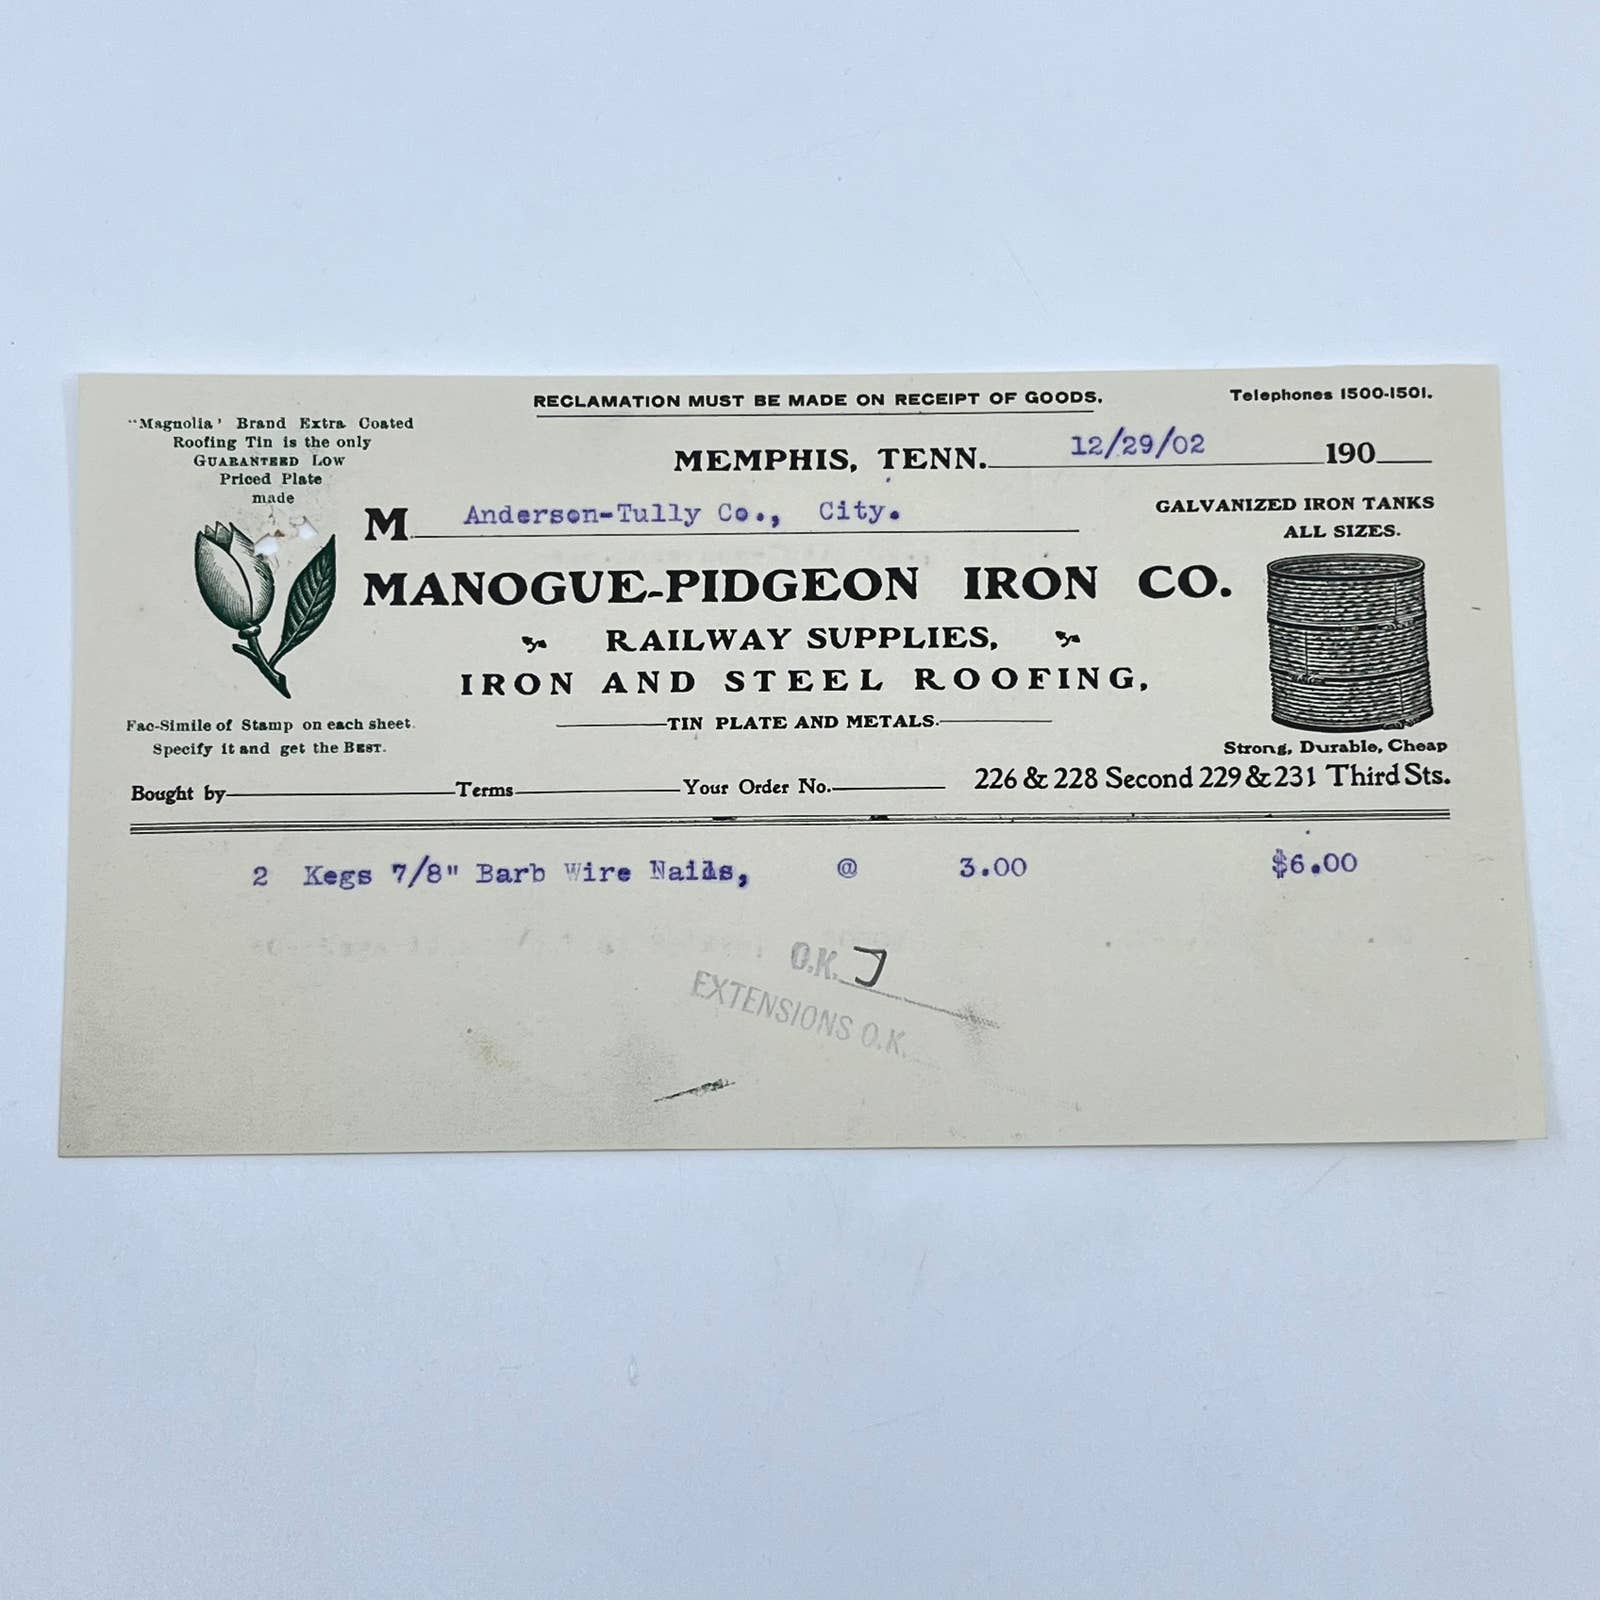 RECLAMATION MUST BE MADE ON RECEIPT OF GOODS.
Telephones 1500-1501.
"Magnolia' Brand Extra Coated
Roofing Tin is the only
GUARANTEED LOW
Priced Plate
made
MEMPHIS, TENN. 12/29/02 190
M Anderson-Tully Co., City.
GALVANIZED IRON TANKS
ALL SIZES.
MANOGUE-PIDGEON IRON CO.
RAILWAY SUPPLIES,
IRON AND STEEL ROOFING,
TIN PLATE AND METALS.
Fac-Simile of Stamp on each sheet.
Specify it and get the BEST.
Strong, Durable, Cheap
226 & 228 Second 229 & 231 Third Sts.
Bought by Terms Your Order No.
2 Kegs 7/8" Barb Wire Nails, @ 3.00 $6.00
O.K. J
EXTENSIONS O.K.